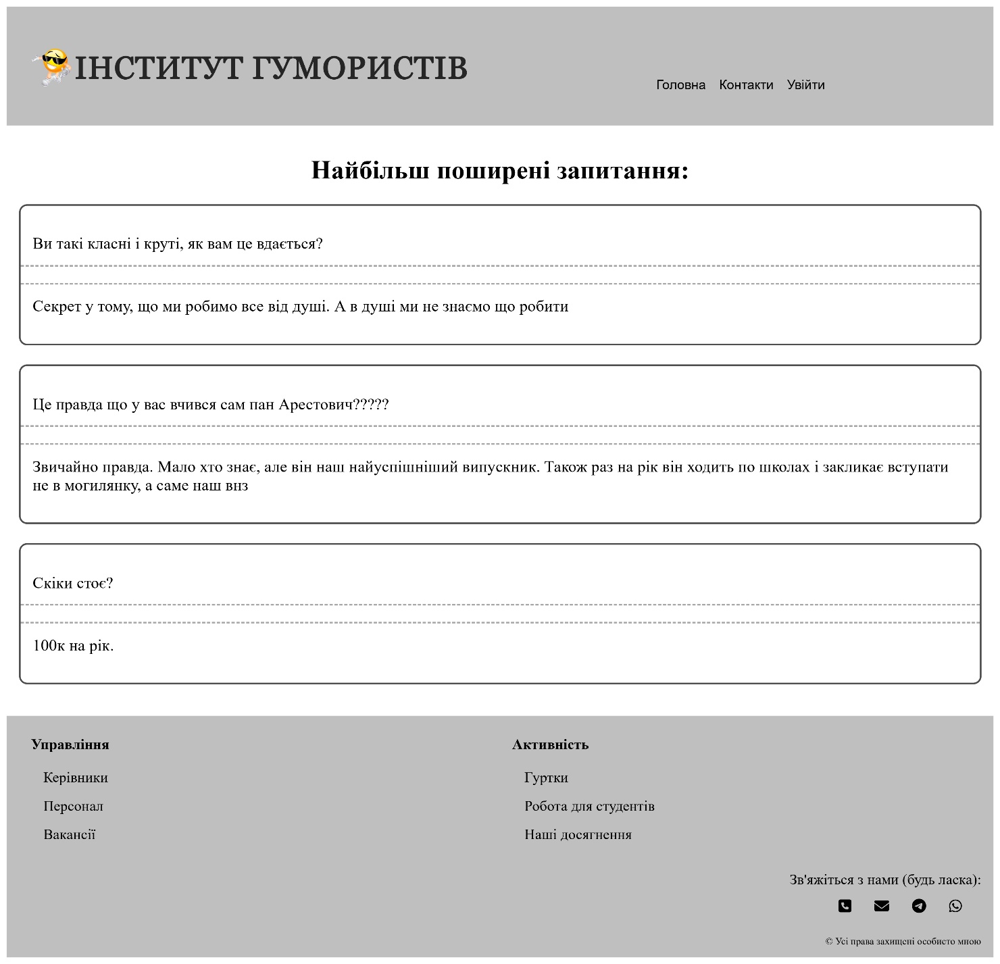 ІНСТИТУТ ГУМОРИСТІВ
Головна Контакти Увійти
Найбільш поширені запитання:
Ви такі класні і круті, як вам це вдається?
Секрет у тому, що ми робимо все від душі. А в душі ми не знаємо що робити
Це правда що у вас вчився сам пан Арестович?????
Звичайно правда. Мало хто знає, але він наш найуспішніший випускник. Також раз на рік він ходить по школах і закликає вступати
не в могилянку, а саме наш внз
Скіки стоє?
100к на рік.
Управління
Керівники
Персонал
Вакансії
Активність
Гуртки
Робота для студентів
Наші досягнення
Зв'яжіться з нами (будь ласка):
© Усі права захищені особисто мною